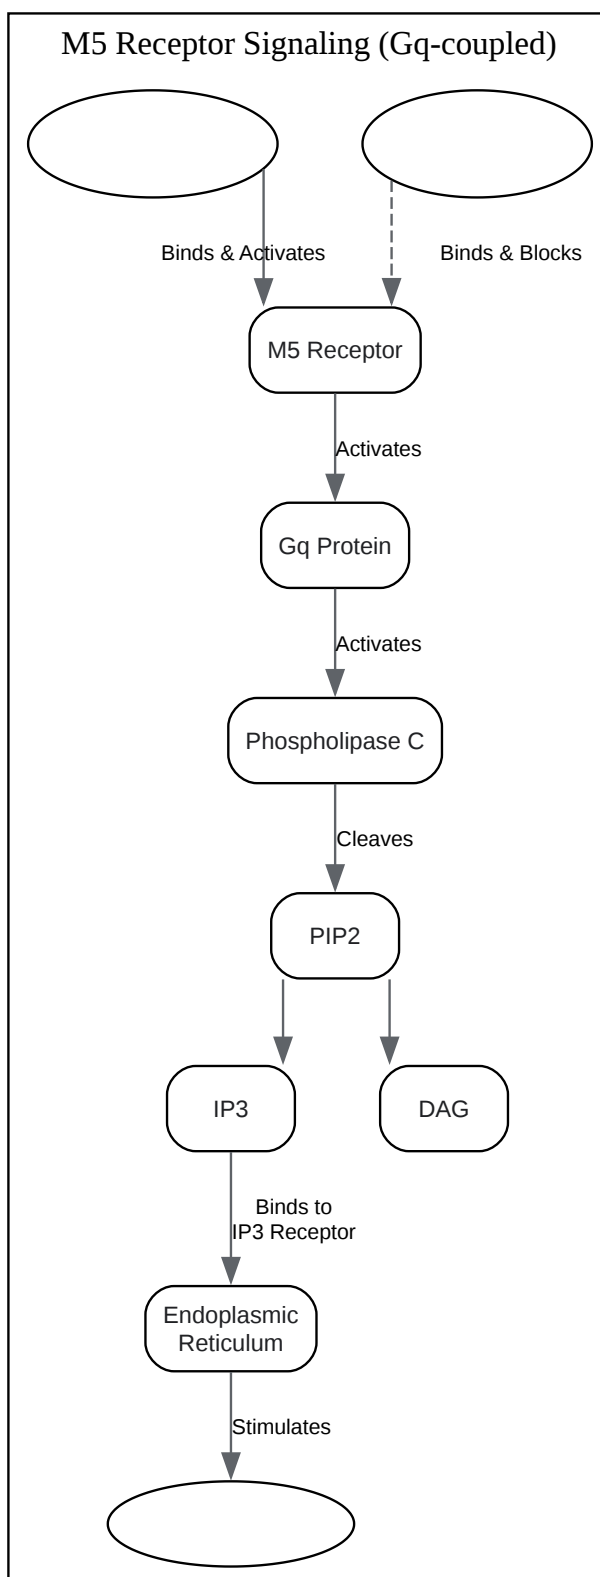 M5 Receptor Signaling (Gq-coupled)
Binds & Activates
Binds & Blocks
M5 Receptor
Activates
Gq Protein
Activates
Phospholipase C
Cleaves
PIP2
IP3
DAG
Binds to
IP3 Receptor
Endoplasmic
Reticulum
Stimulates